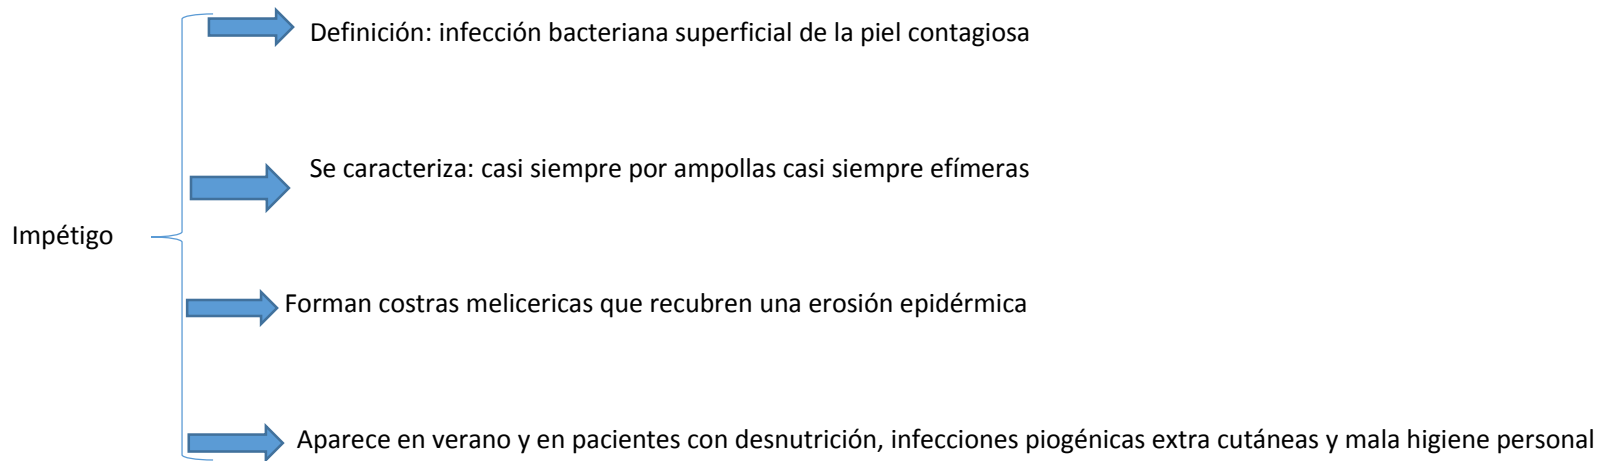 Definición: infección bacteriana superficial de la piel contagiosa
Se caracteriza: casi siempre por ampollas casi siempre efímeras
Impétigo
Forman costras melicericas que recubren una erosión epidérmica
Aparece en verano y en pacientes con desnutrición, infecciones piogénicas extra cutáneas y mala higiene personal